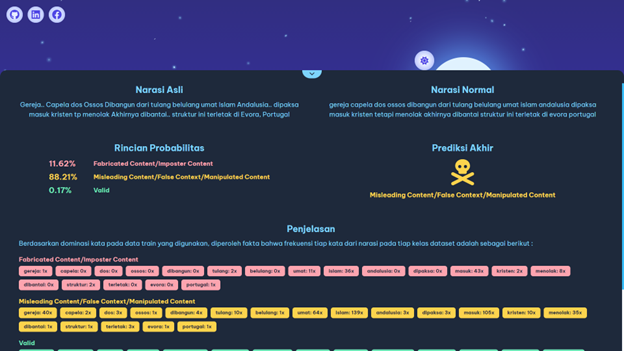 Narasi Asli
Gereja.. Capela dos Ossos Dibangun dari tulang belulang umat islam Andalusia.. dipaksa
masuk kristen tp menolak Akhirnya dibantai.. struktur ini terletak di Evora, Portugal
Narasi Normal
gereja capela dos ossos dibangun dari tulang belulang umat islam andalusia dipaksa
masuk kristen tetapi menolak akhirnya dibantai struktur ini terletak di evora portugal
Rincian Probabilitas
11.62% Fabricated Content/Imposter Content
88.21% Misleading Content/False Context/Manipulated Content
0.17% Valid
Prediksi Akhir
Misleading Content/False Context/Manipulated Content
Penjelasan
Berdasarkan dominasi kata pada data train yang digunakan, diperoleh fakta bahwa frekuensi tiap kata dari narasi pada tiap kelas dataset adalah sebagai berikut :
Fabricated Content/Imposter Content
gereja: 1x capela: 0x dos: 0x ossos: 0x dibangun: 0x tulang: 2x belulang: 0x umat: 11x islam: 36x andalusia: 0x dipaksa: 0x masuk: 43x kristen: 2x menolak: 8x
dibantai: 0x struktur: 2x terletak: 0x evora: 0x portugal: 1x
Misleading Content/False Context/Manipulated Content
gereja: 40x capela: 2x dos: 3x ossos: 1x dibangun: 4x tulang: 10x belulang: 1x umat: 64x islam: 139x andalusia: 3x dipaksa: 3x masuk: 105x kristen: 10x menolak: 35x
dibantai: 1x struktur: 1x terletak: 3x evora: 1x portugal: 1x
Valid